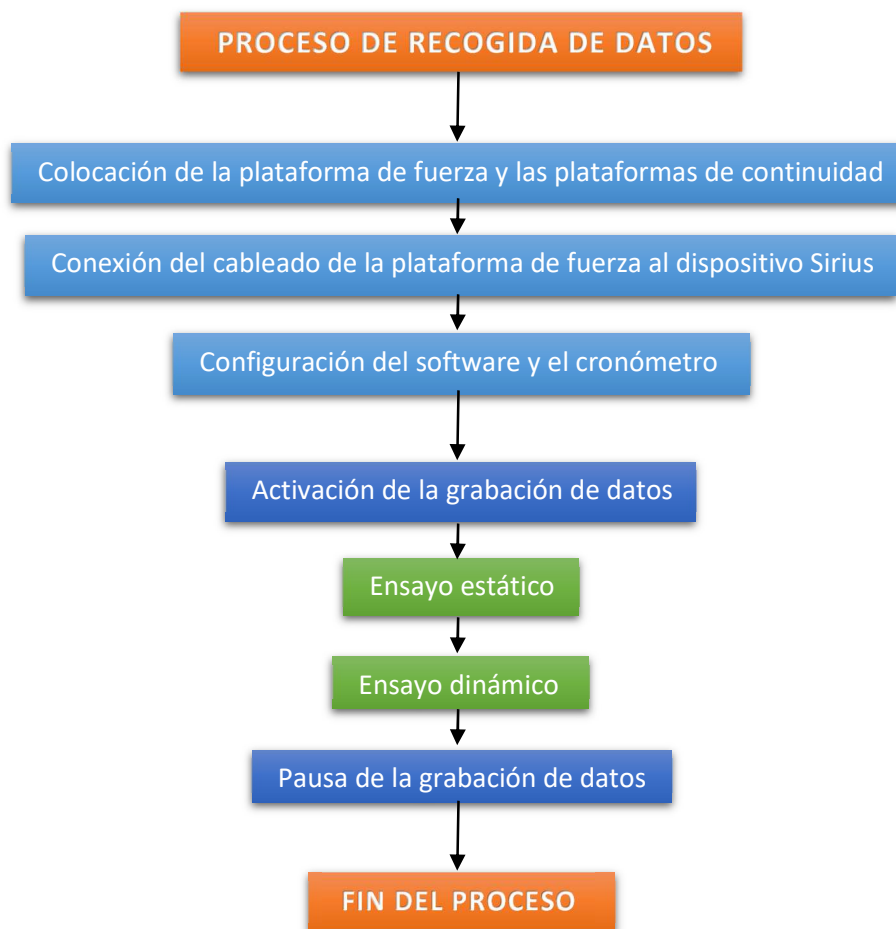 PROCESO DE RECOGIDA DE DATOS
Colocación de la plataforma de fuerza y las plataformas de continuidad
Conexión del cableado de la plataforma de fuerza al dispositivo Sirius
Configuración del software y el cronómetro
Activación de la grabación de datos
Ensayo estático
Ensayo dinámico
Pausa de la grabación de datos
FIN DEL PROCESO